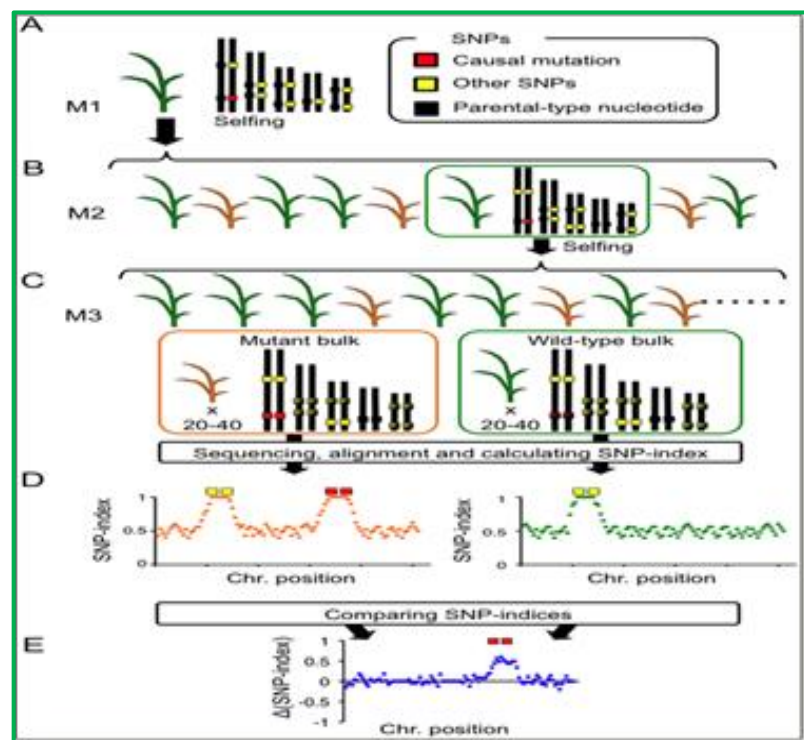 A
SNPs
Causal mutation
Other SNPs
Parental-type nucleotide
M1
Selfing
B
M2
Selfing
C
M3
Mutant bulk
Wild-type bulk
×
20-40
×
20-40
Sequencing, alignment and calculating SNP-index
D
SNP-index
1
0.5
0
Chr. position
SNP-index
1
0.5
0
Chr. position
Comparing SNP-indices
E
Δ(SNP-index)
1
0.5
0
-0.5
-1
Chr. position